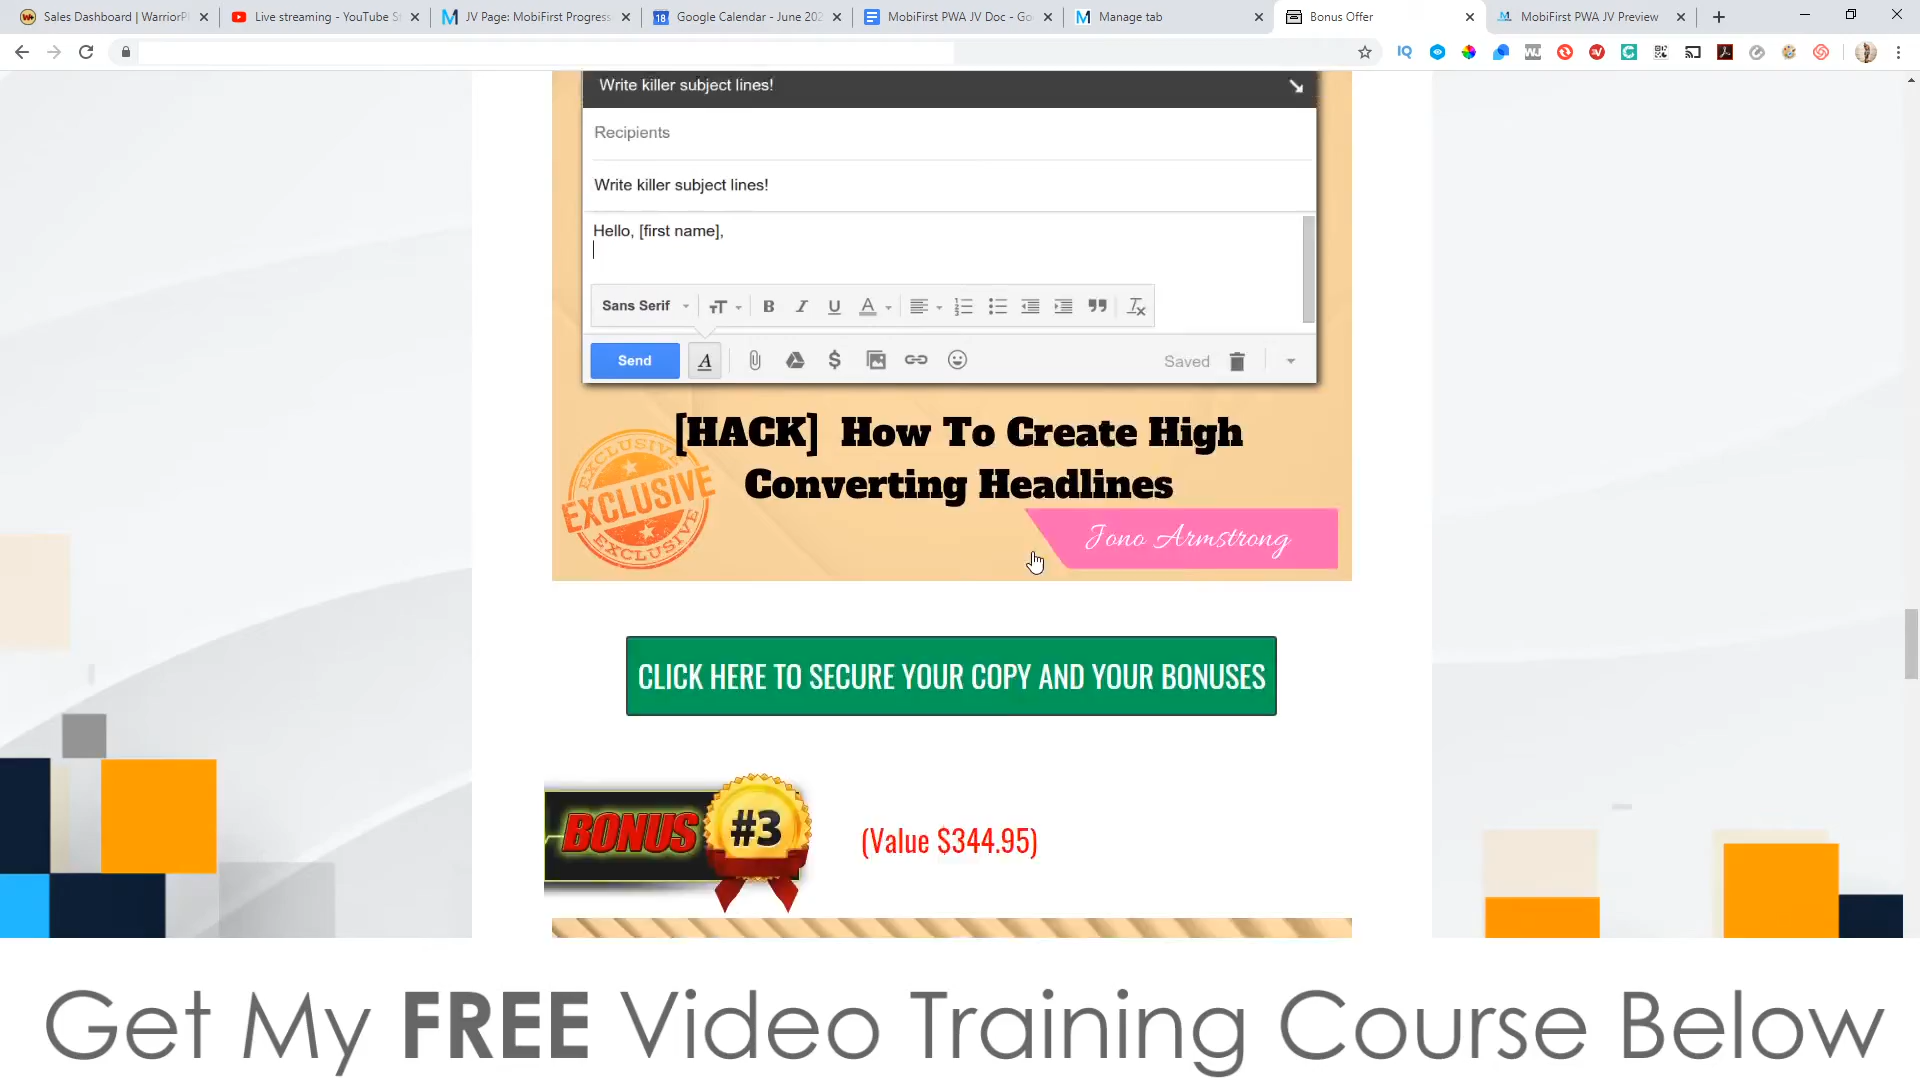 Sales Dashboard | WarriorPl
Live streaming - YouTube S
JV Page: MobiFirst Progress
Google Calendar - June 202
MobiFirst PWA JV Doc - Go
Manage tab
Bonus Offer
MobiFirst PWA JV Preview
Write killer subject lines!
Recipients
Write killer subject lines!
Hello, [first name],
Sans Serif
Send
Saved
[HACK] How To Create High
Converting Headlines
EXCLUSIVE
EXCLUSIVE
EXCLUSIVE
Jono Armstrong
CLICK HERE TO SECURE YOUR COPY AND YOUR BONUSES
BONUS #3
(Value $344.95)
Get My FREE Video Training Course Below